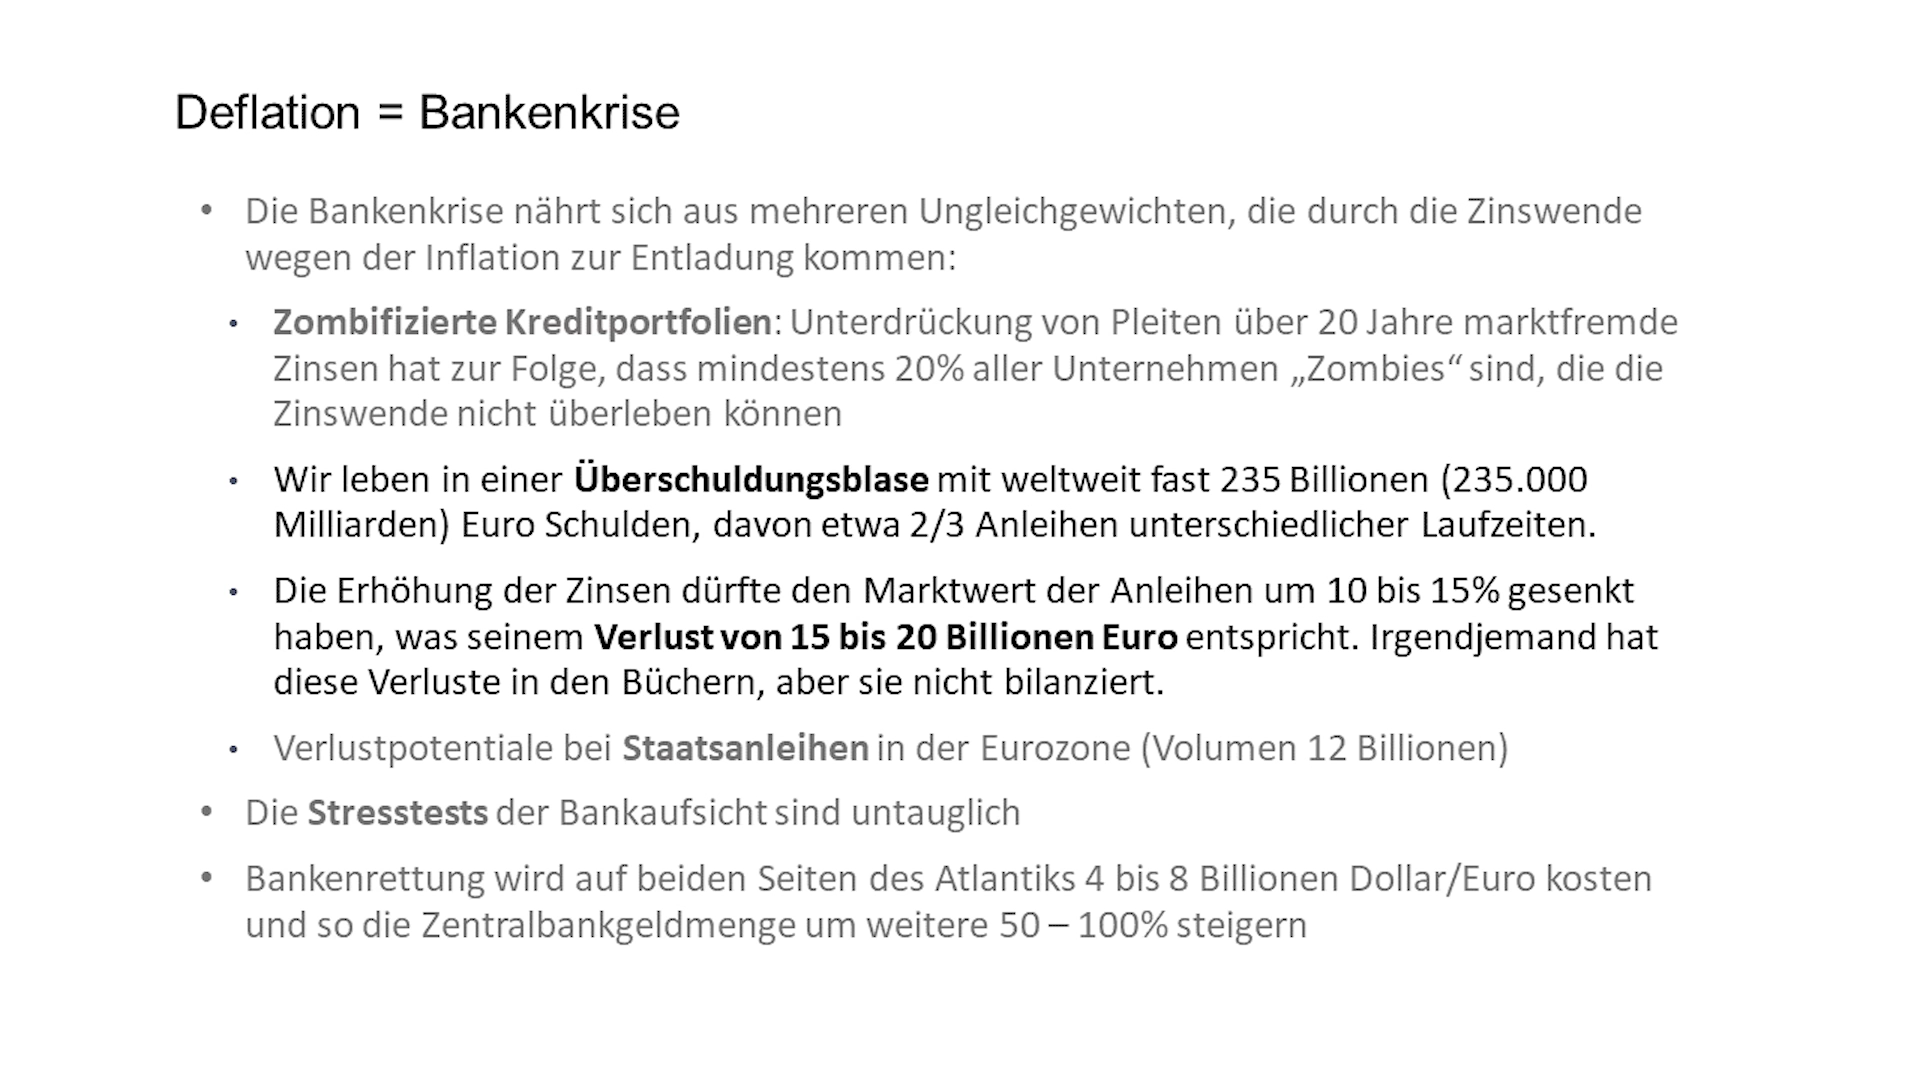 Deflation = Bankenkrise
• Die Bankenkrise nährt sich aus mehreren Ungleichgewichten, die durch die Zinswende
wegen der Inflation zur Entladung kommen:
• Zombifizierte Kreditportfolien: Unterdrückung von Pleiten über 20 Jahre marktfremde
Zinsen hat zur Folge, dass mindestens 20% aller Unternehmen „Zombies“ sind, die die
Zinswende nicht überleben können
• Wir leben in einer Überschuldungsblase mit weltweit fast 235 Billionen (235.000
Milliarden) Euro Schulden, davon etwa 2/3 Anleihen unterschiedlicher Laufzeiten.
• Die Erhöhung der Zinsen dürfte den Marktwert der Anleihen um 10 bis 15% gesenkt
haben, was seinem Verlust von 15 bis 20 Billionen Euro entspricht. Irgendjemand hat
diese Verluste in den Büchern, aber sie nicht bilanziert.
• Verlustpotentiale bei Staatsanleihen in der Eurozone (Volumen 12 Billionen)
• Die Stresstests der Bankaufsicht sind untauglich
• Bankenrettung wird auf beiden Seiten des Atlantiks 4 bis 8 Billionen Dollar/Euro kosten
und so die Zentralbankgeldmenge um weitere 50 – 100% steigern